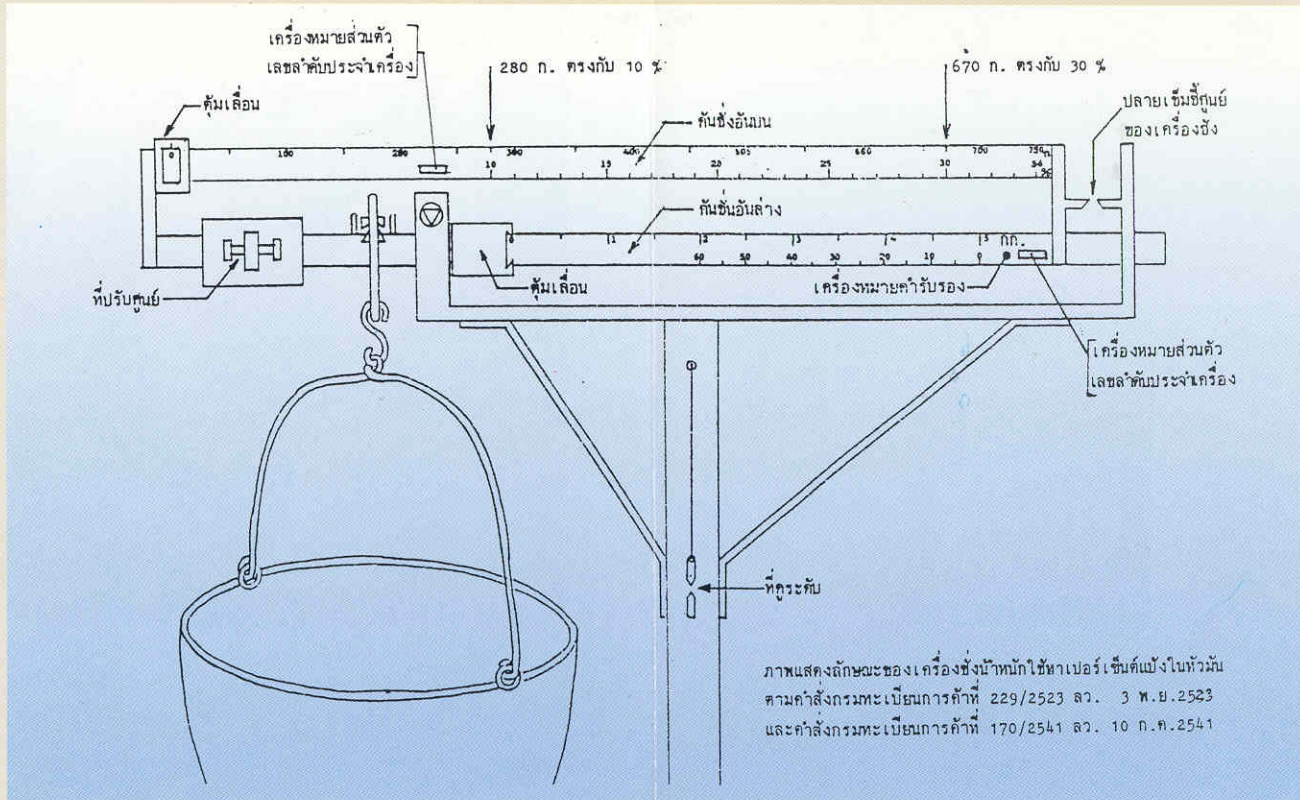 เครื่องหมายส่วนตัว
เลขลำดับประจำเครื่อง
280 ก. ตรงกับ 10 %
670 ก. ตรงกับ 30 %
ตุ้มเลื่อน
คันชั่งอันบน
ปลายเข็มชี้ศูนย์
ของเครื่องชั่ง
0 100 200 300 400 505 660 700 750 ก.
10 15 20 25 30 %
คันชั่นอันล่าง
0 1 2 3 4 5 กก.
60 50 40 30 20 10 0
ที่ปรับศูนย์
ตุ้มเลื่อน
เครื่องหมายคำรับรอง
เครื่องหมายส่วนตัว
เลขลำดับประจำเครื่อง
ที่ดูระดับ
ภาพแสดงลักษณะของเครื่องชั่งน้ำหนักใช้หาเปอร์เซ็นต์แป้งในหัวมัน
ตามคำสั่งกรมทะเบียนการค้าที่ 229/2523 ลว. 3 พ.ย.2523
และคำสั่งกรมทะเบียนการค้าที่ 170/2541 ลว. 10 ก.ค.2541